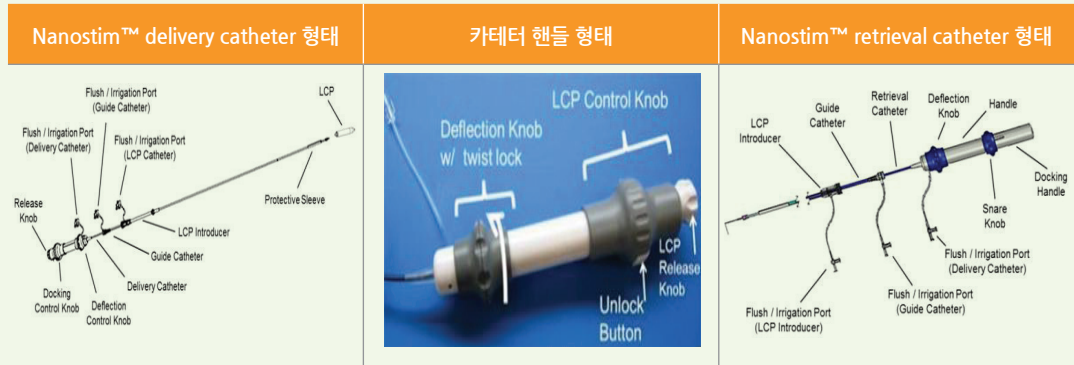 Nanostim™ delivery catheter 형태
카테터 핸들 형태
Nanostim™ retrieval catheter 형태
Flush / Irrigation Port
(Guide Catheter)
Flush / Irrigation Port
(Delivery Catheter)
Flush / Irrigation Port
(LCP Catheter)
LCP
Protective Sleeve
Release
Knob
LCP Introducer
Guide Catheter
Delivery Catheter
Docking
Control Knob
Deflection
Control Knob
LCP Control Knob
Deflection Knob
w/ twist lock
LCP
Release
Knob
Unlock
Button
LCP
Introducer
Guide
Catheter
Retrieval
Catheter
Deflection
Knob
Handle
Docking
Handle
Snare
Knob
Flush / Irrigation Port
(Delivery Catheter)
Flush / Irrigation Port
(Guide Catheter)
Flush / Irrigation Port
(LCP Introducer)